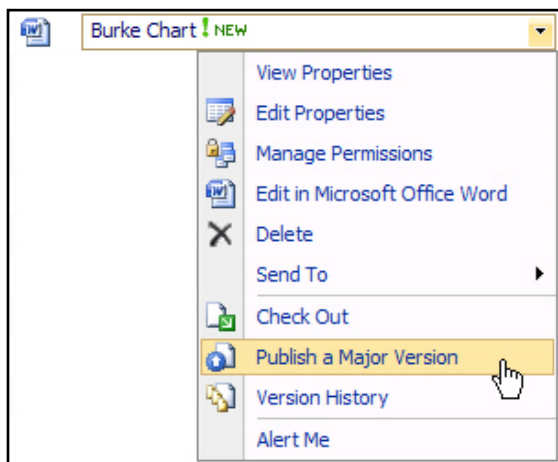 Burke Chart ! NEW
View Properties
Edit Properties
Manage Permissions
Edit in Microsoft Office Word
Delete
Send To
Check Out
Publish a Major Version
Version History
Alert Me